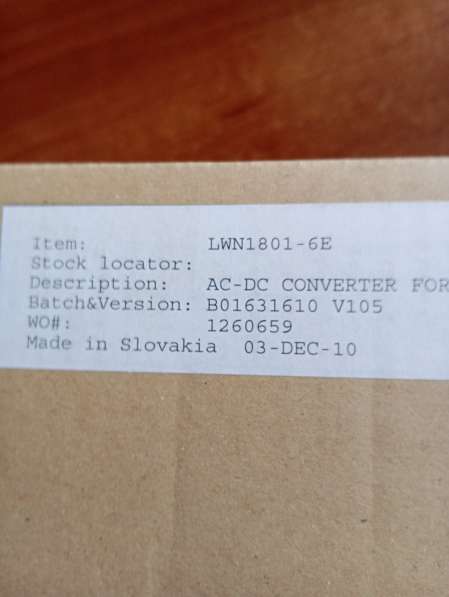 Item: LWN1801-6E
Stock locator:
Description: AC-DC CONVERTER FOR
Batch&Version: B01631610 V105
WO#: 1260659
Made in Slovakia 03-DEC-10